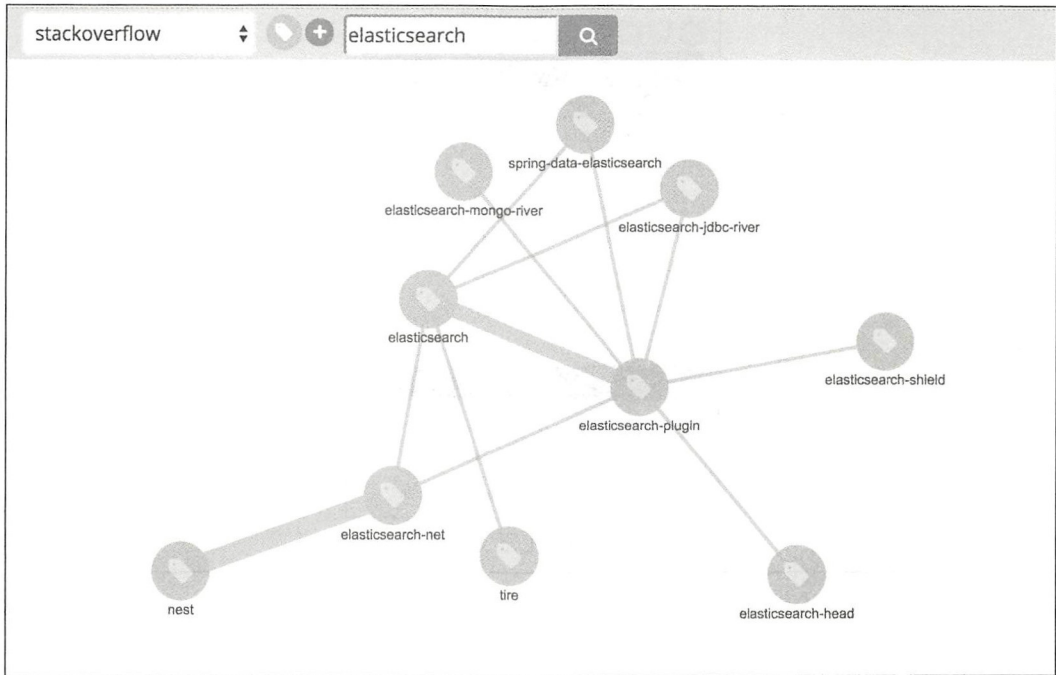 stackoverflow
elasticsearch
spring-data-elasticsearch
elasticsearch-mongo-river
elasticsearch-jdbc-river
elasticsearch
elasticsearch-shield
elasticsearch-plugin
elasticsearch-net
tire
nest
elasticsearch-head